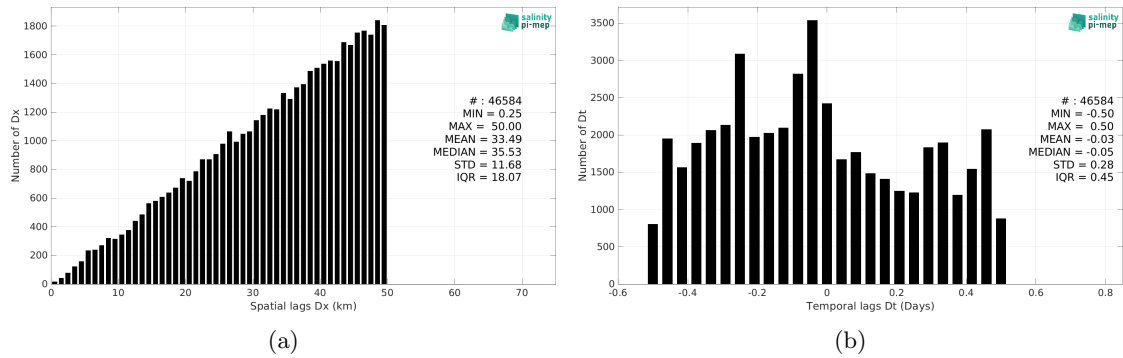 Number of Dx
1800
1600
1400
1200
1000
800
600
400
200
0
0 10 20 30 40 50 60 70
Spatial lags Dx (km)
salinity
pi-mep
# : 46584
MIN = 0.25
MAX = 50.00
MEAN = 33.49
MEDIAN = 35.53
STD = 11.68
IQR = 18.07
(a)
Number of Dt
3500
3000
2500
2000
1500
1000
500
0
-0.6 -0.4 -0.2 0 0.2 0.4 0.6 0.8
Temporal lags Dt (Days)
salinity
pi-mep
# : 46584
MIN = -0.50
MAX = 0.50
MEAN = -0.03
MEDIAN = -0.05
STD = 0.28
IQR = 0.45
(b)